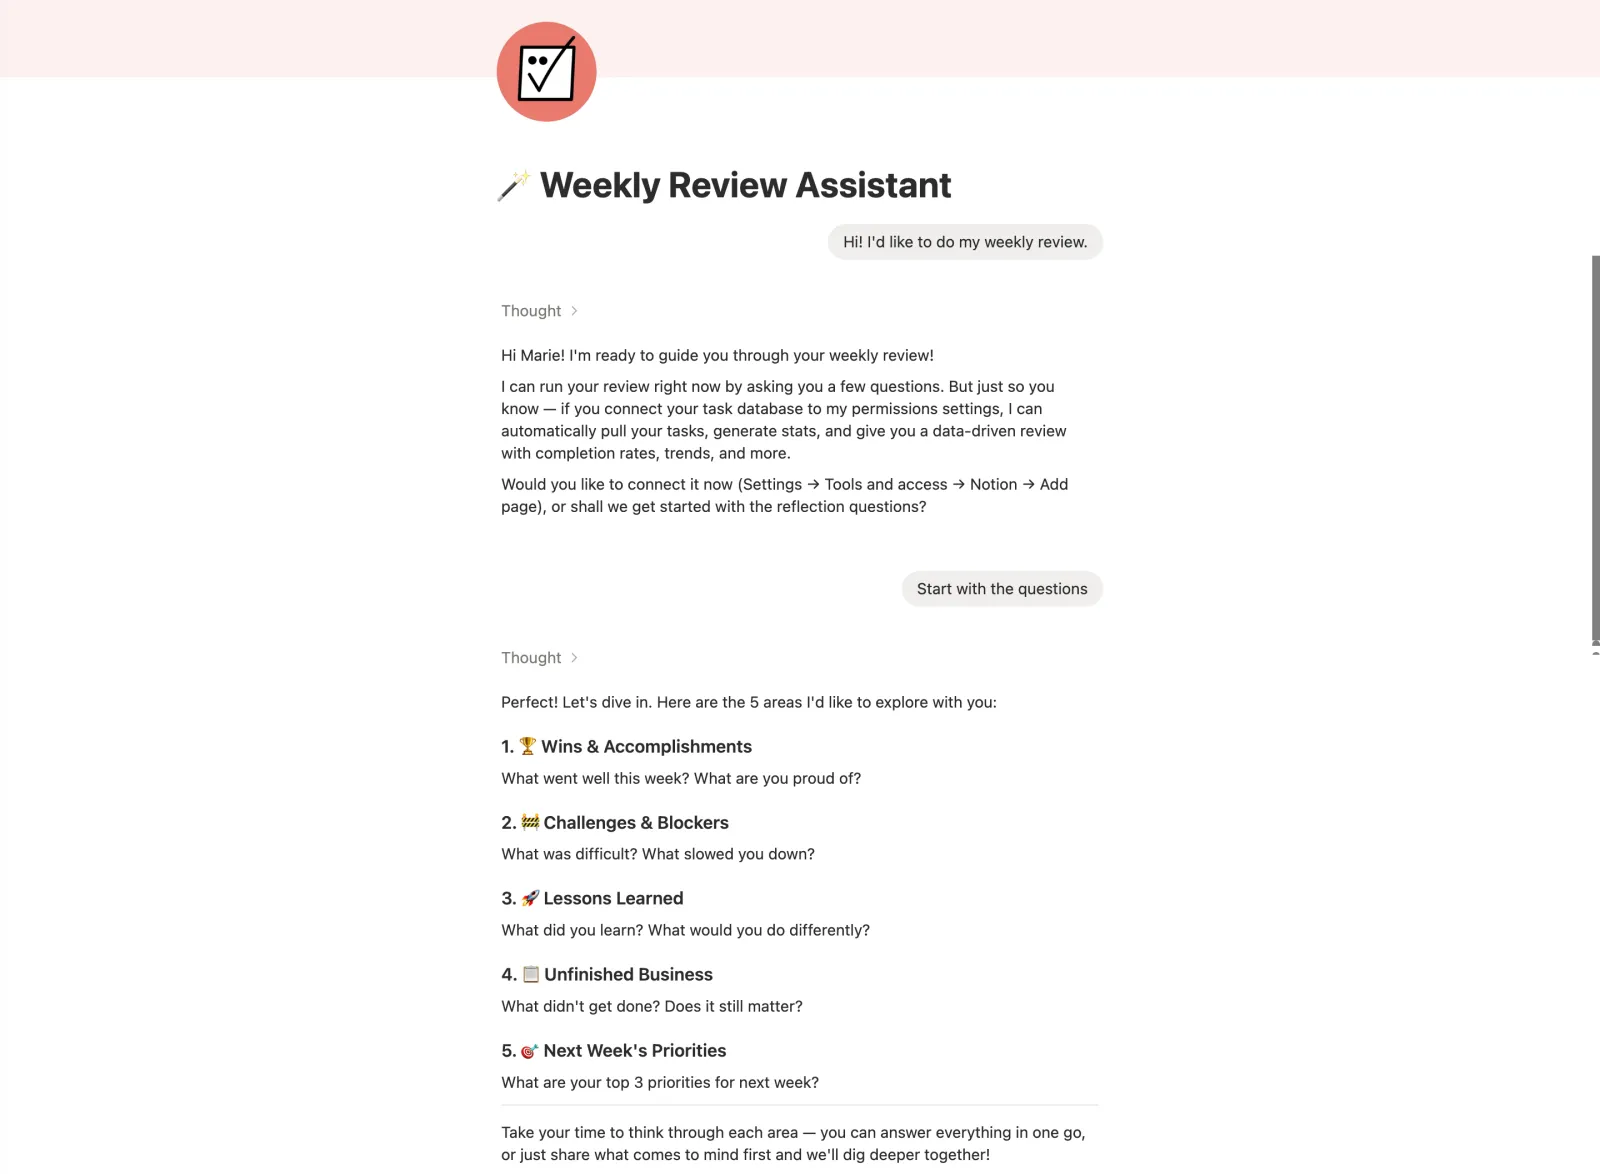 🪄 Weekly Review Assistant
Hi! I'd like to do my weekly review.
Thought
Hi Marie! I'm ready to guide you through your weekly review!
I can run your review right now by asking you a few questions. But just so you
know — if you connect your task database to my permissions settings, I can
automatically pull your tasks, generate stats, and give you a data-driven review
with completion rates, trends, and more.
Would you like to connect it now (Settings → Tools and access → Notion → Add
page), or shall we get started with the reflection questions?
Start with the questions
Thought
Perfect! Let's dive in. Here are the 5 areas I'd like to explore with you:
1. 🏆 Wins & Accomplishments
What went well this week? What are you proud of?
2. 🚧 Challenges & Blockers
What was difficult? What slowed you down?
3. 🚀 Lessons Learned
What did you learn? What would you do differently?
4. 📋 Unfinished Business
What didn't get done? Does it still matter?
5. 🎯 Next Week's Priorities
What are your top 3 priorities for next week?
Take your time to think through each area — you can answer everything in one go,
or just share what comes to mind first and we'll dig deeper together!